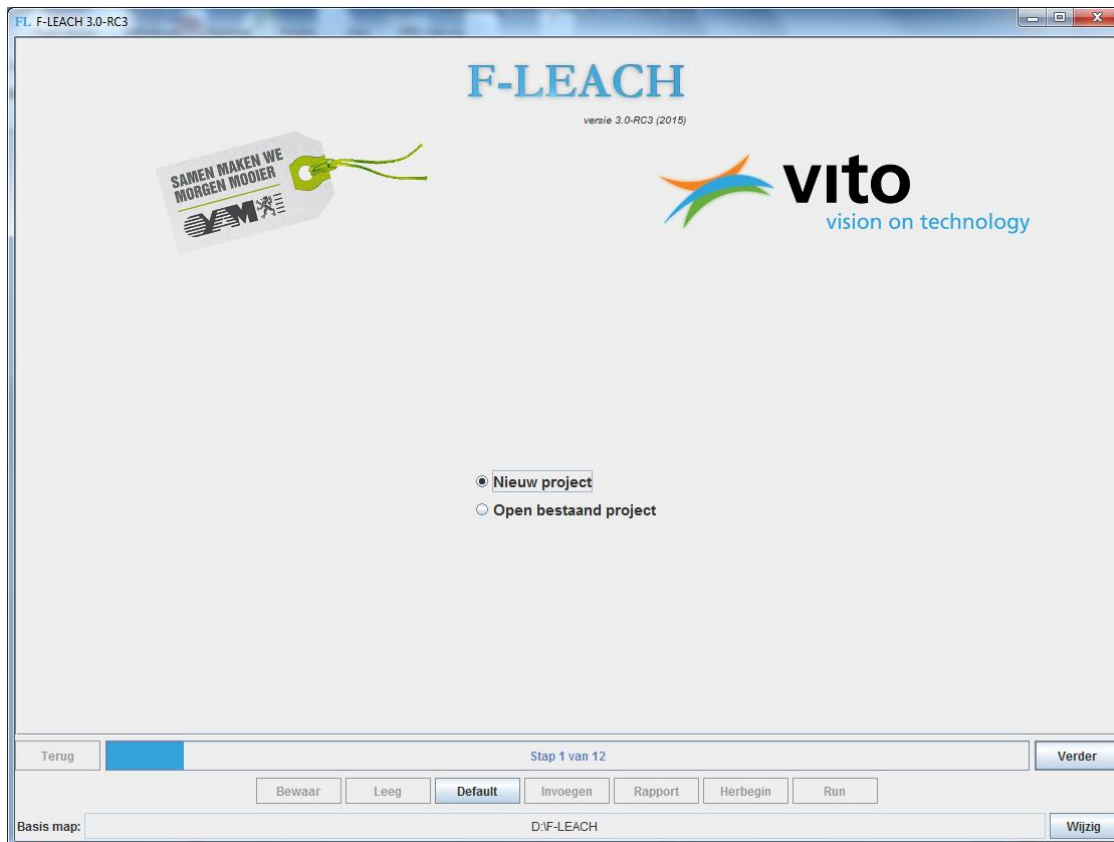 FL F-LEACH 3.0-RC3
F-LEACH
versie 3.0-RC3 (2015)
SAMEN MAKEN WE
MORGEN MOOIER
OVAM
vito
vision on technology
Nieuw project
Open bestaand project
Terug
Stap 1 van 12
Verder
Bewaar Leeg Default Invoegen Rapport Herbegin Run
Basis map: D:\F-LEACH Wijzig